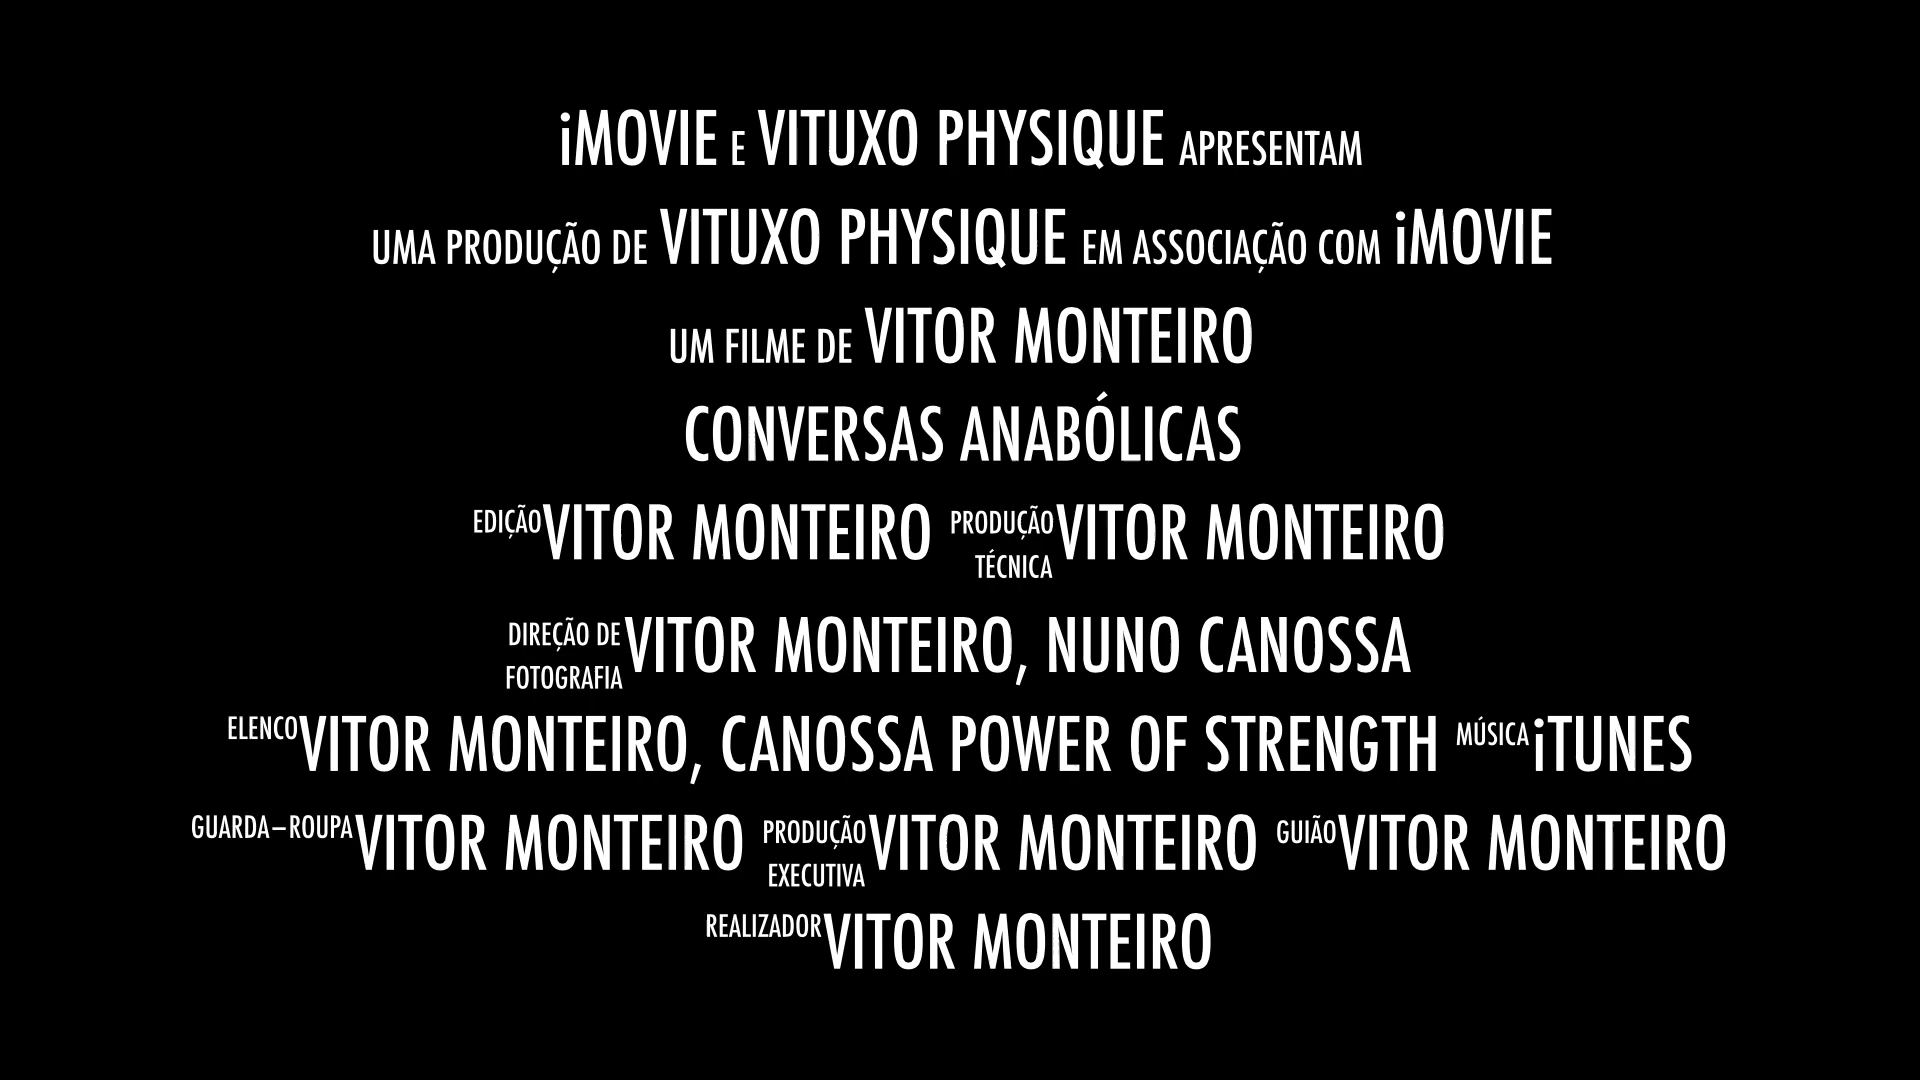 iMOVIE E VITUXO PHYSIQUE APRESENTAM
UMA PRODUÇÃO DE VITUXO PHYSIQUE EM ASSOCIAÇÃO COM iMOVIE
UM FILME DE VITOR MONTEIRO
CONVERSAS ANABÓLICAS
EDIÇÃO VITOR MONTEIRO PRODUÇÃO TÉCNICA VITOR MONTEIRO
DIREÇÃO DE FOTOGRAFIA VITOR MONTEIRO, NUNO CANOSSA
ELENCO VITOR MONTEIRO, CANOSSA POWER OF STRENGTH MÚSICA iTUNES
GUARDA-ROUPA VITOR MONTEIRO PRODUÇÃO EXECUTIVA VITOR MONTEIRO GUIÃO VITOR MONTEIRO
REALIZADOR VITOR MONTEIRO